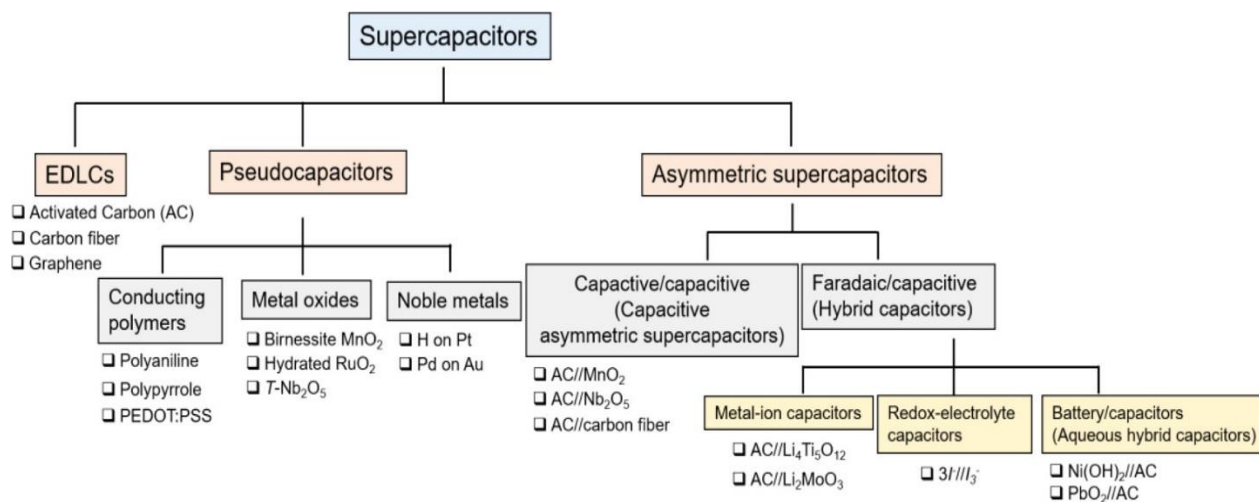 Supercapacitors
EDLCs
❑ Activated Carbon (AC)
❑ Carbon fiber
❑ Graphene
Pseudocapacitors
Conducting
polymers
❑ Polyaniline
❑ Polypyrrole
❑ PEDOT:PSS
Metal oxides
❑ Birnessite MnO₂
❑ Hydrated RuO₂
❑ T-Nb₂O₅
Noble metals
❑ H on Pt
❑ Pd on Au
Asymmetric supercapacitors
Capactive/capacitive
(Capacitive
asymmetric supercapacitors)
❑ AC//MnO₂
❑ AC//Nb₂O₅
❑ AC//carbon fiber
Faradaic/capacitive
(Hybrid capacitors)
Metal-ion capacitors
❑ AC//Li₄Ti₅O₁₂
❑ AC//Li₂MoO₃
Redox-electrolyte
capacitors
❑ 3I⁻//I₃⁻
Battery/capacitors
(Aqueous hybrid capacitors)
❑ Ni(OH)₂//AC
❑ PbO₂//AC